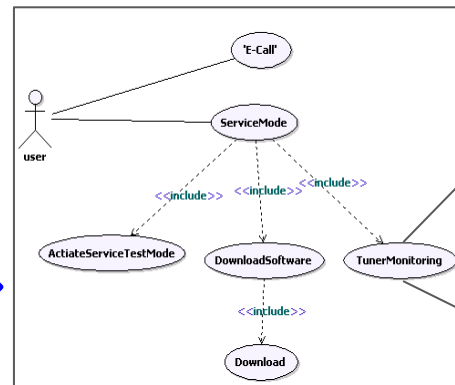 'E-Call'
ServiceMode
user
<<include>>
<<include>>
<<include>>
ActiateServiceTestMode
DownloadSoftware
TunerMonitoring
<<include>>
Download